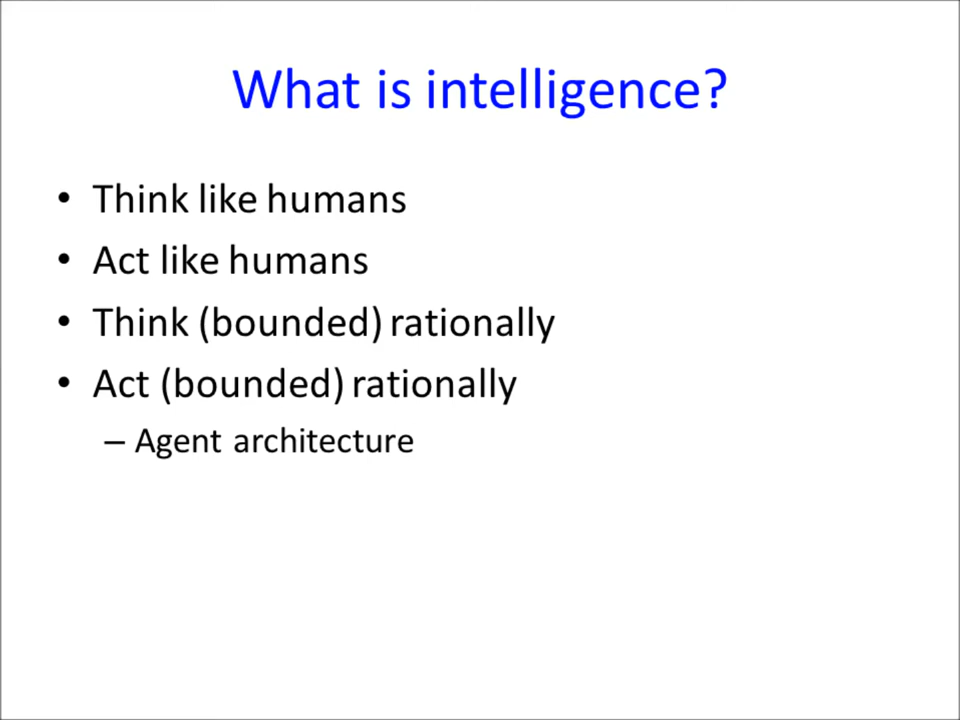 What is intelligence?
• Think like humans
• Act like humans
• Think (bounded) rationally
• Act (bounded) rationally
– Agent architecture